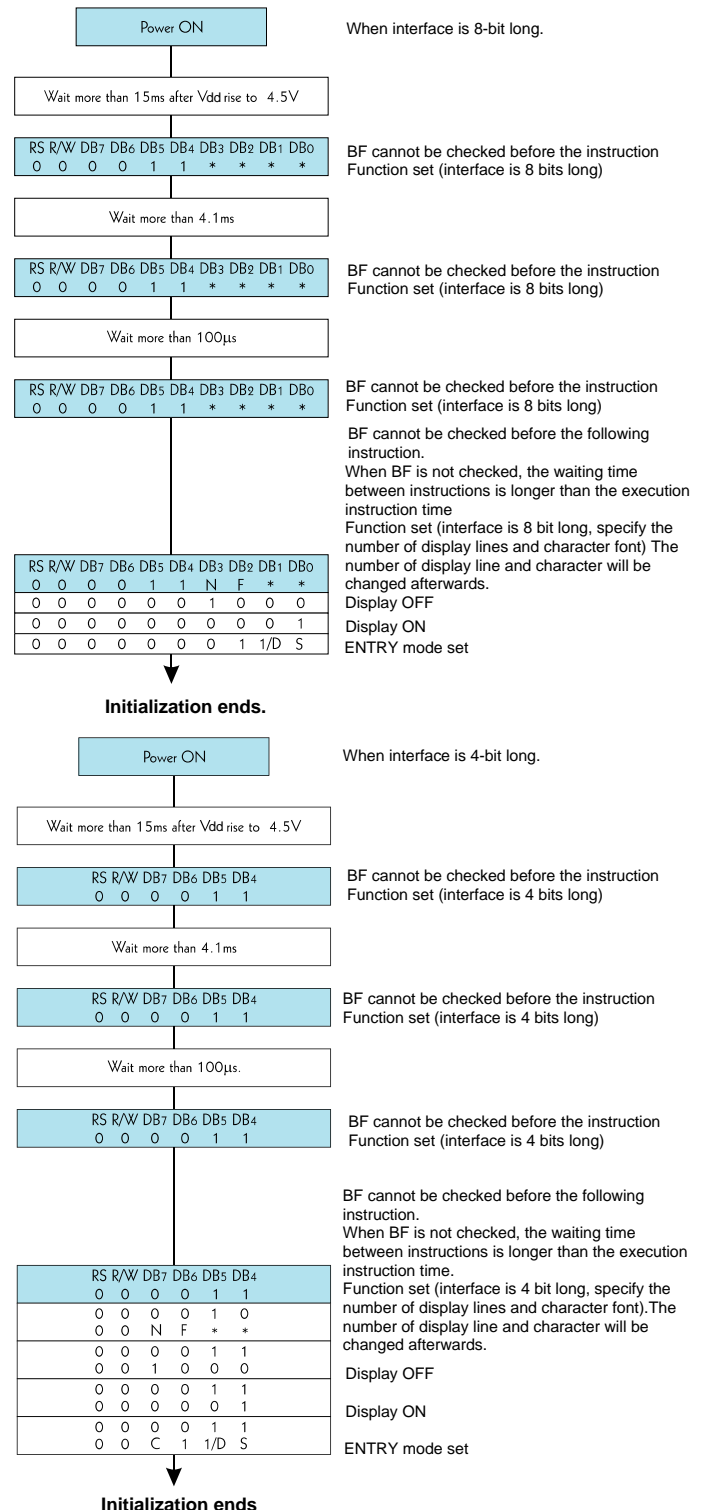 Power ON
When interface is 8-bit long.
Wait more than 15ms after Vdd rise to 4.5V
RS R/W DB7 DB6 DB5 DB4 DB3 DB2 DB1 DB0
0 0 0 0 1 1 * * * *
BF cannot be checked before the instruction
Function set (interface is 8 bits long)
Wait more than 4.1ms
RS R/W DB7 DB6 DB5 DB4 DB3 DB2 DB1 DB0
0 0 0 0 1 1 * * * *
BF cannot be checked before the instruction
Function set (interface is 8 bits long)
Wait more than 100µs
RS R/W DB7 DB6 DB5 DB4 DB3 DB2 DB1 DB0
0 0 0 0 1 1 * * * *
BF cannot be checked before the instruction
Function set (interface is 8 bits long)
BF cannot be checked before the following
instruction.
When BF is not checked, the waiting time
between instructions is longer than the execution
instruction time
Function set (interface is 8 bit long, specify the
number of display lines and character font) The
number of display line and character will be
changed afterwards.
RS R/W DB7 DB6 DB5 DB4 DB3 DB2 DB1 DB0
0 0 0 0 1 1 N F * *
0 0 0 0 0 0 1 0 0 0
Display OFF
0 0 0 0 0 0 0 0 0 1
Display ON
0 0 0 0 0 0 0 1 1/D S
ENTRY mode set
Initialization ends.
Power ON
When interface is 4-bit long.
Wait more than 15ms after Vdd rise to 4.5V
RS R/W DB7 DB6 DB5 DB4
0 0 0 0 1 1
BF cannot be checked before the instruction
Function set (interface is 4 bits long)
Wait more than 4.1ms
RS R/W DB7 DB6 DB5 DB4
0 0 0 0 1 1
BF cannot be checked before the instruction
Function set (interface is 4 bits long)
Wait more than 100µs.
RS R/W DB7 DB6 DB5 DB4
0 0 0 0 1 1
BF cannot be checked before the instruction
Function set (interface is 4 bits long)
BF cannot be checked before the following
instruction.
When BF is not checked, the waiting time
between instructions is longer than the execution
instruction time.
Function set (interface is 4 bit long, specify the
number of display lines and character font).The
number of display line and character will be
changed afterwards.
RS R/W DB7 DB6 DB5 DB4
0 0 0 0 1 1
0 0 0 0 1 0
0 0 N F * *
0 0 0 0 1 1
0 0 1 0 0 0
Display OFF
0 0 0 0 1 1
0 0 0 0 0 1
Display ON
0 0 0 0 1 1
0 0 C 1 1/D S
ENTRY mode set
Initialization ends